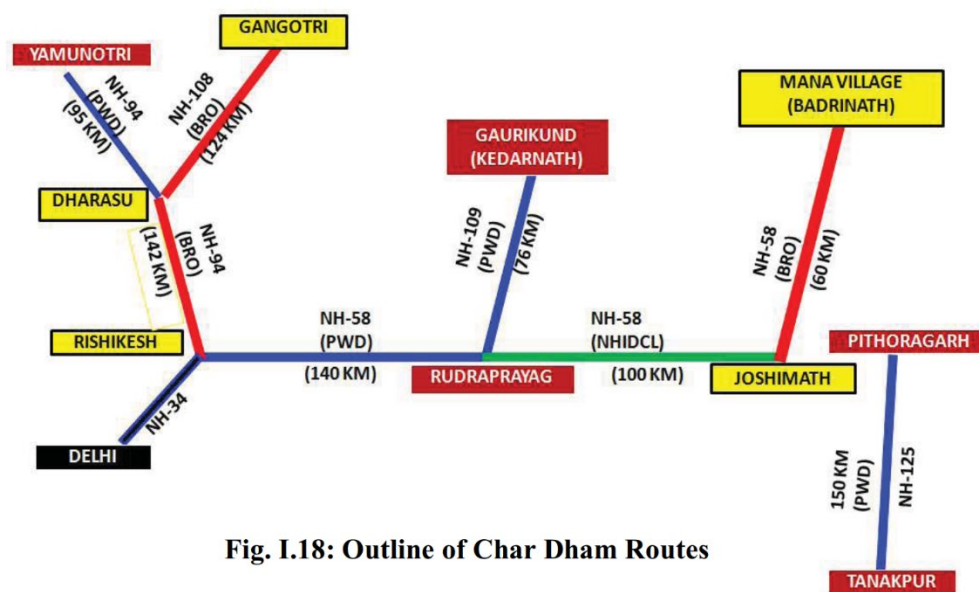 GANGOTRI
YAMUNOTRI
NH-94
(PWD)
(95 KM)
NH-108
(BRO)
(124 KM)
MANA VILLAGE
(BADRINATH)
GAURIKUND
(KEDARNATH)
DHARASU
NH-94
(BRO)
(142 KM)
NH-109
(PWD)
(76 KM)
NH-58
(BRO)
(60 KM)
RISHIKESH
NH-58
(PWD)
(140 KM)
NH-58
(NHIDCL)
(100 KM)
PITHORAGARH
RUDRAPRAYAG
JOSHIMATH
NH-34
DELHI
150 KM
(PWD)
NH-125
Fig. I.18: Outline of Char Dham Routes
TANAKPUR